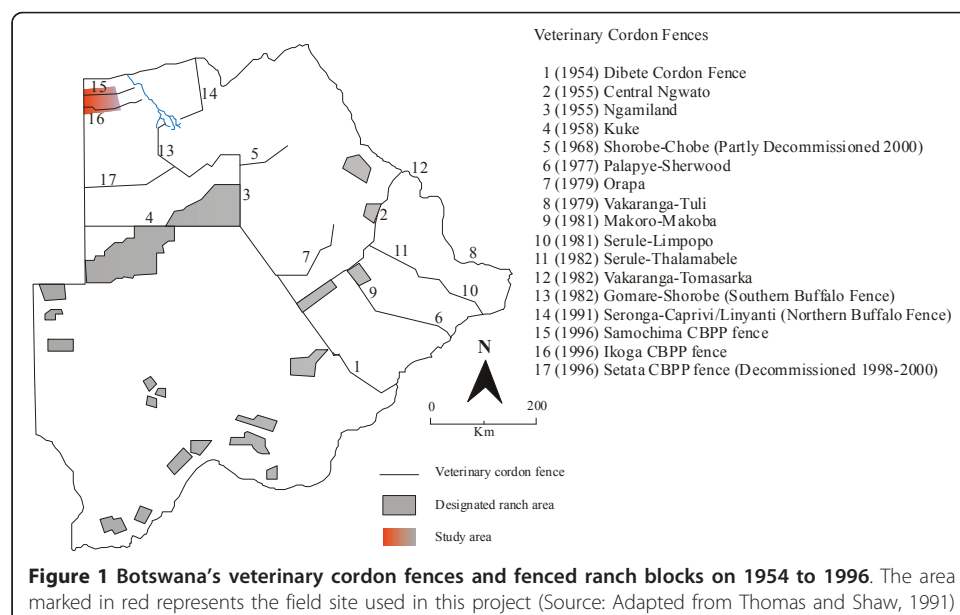 Veterinary Cordon Fences
1 (1954) Dibete Cordon Fence
2 (1955) Central Ngwato
3 (1955) Ngamiland
4 (1958) Kuke
5 (1968) Shorobe-Chobe (Partly Decommissioned 2000)
6 (1977) Palapye-Sherwood
7 (1979) Orapa
8 (1979) Vakaranga-Tuli
9 (1981) Makoro-Makoba
10 (1981) Serule-Limpopo
11 (1982) Serule-Thalamabele
12 (1982) Vakaranga-Tomasarka
13 (1982) Gomare-Shorobe (Southern Buffalo Fence)
14 (1991) Seronga-Caprivi/Linyanti (Northern Buffalo Fence)
15 (1996) Samochima CBPP fence
16 (1996) Ikoga CBPP fence
17 (1996) Setata CBPP fence (Decommissioned 1998-2000)
15
14
16
13
5
12
17
3
2
4
11
8
7
9
10
6
1
N
0 200
Km
Veterinary cordon fence
Designated ranch area
Study area
Figure 1 Botswana's veterinary cordon fences and fenced ranch blocks on 1954 to 1996. The area
marked in red represents the field site used in this project (Source: Adapted from Thomas and Shaw, 1991)